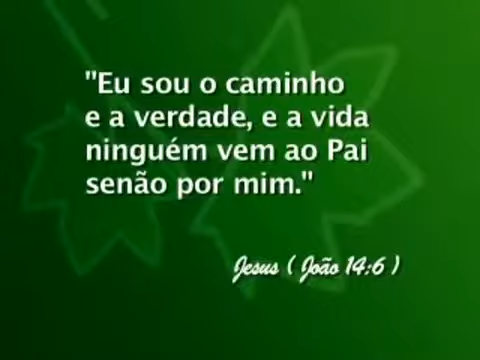 "Eu sou o caminho
e a verdade, e a vida
ninguém vem ao Pai
senão por mim."
Jesus ( João 14:6 )